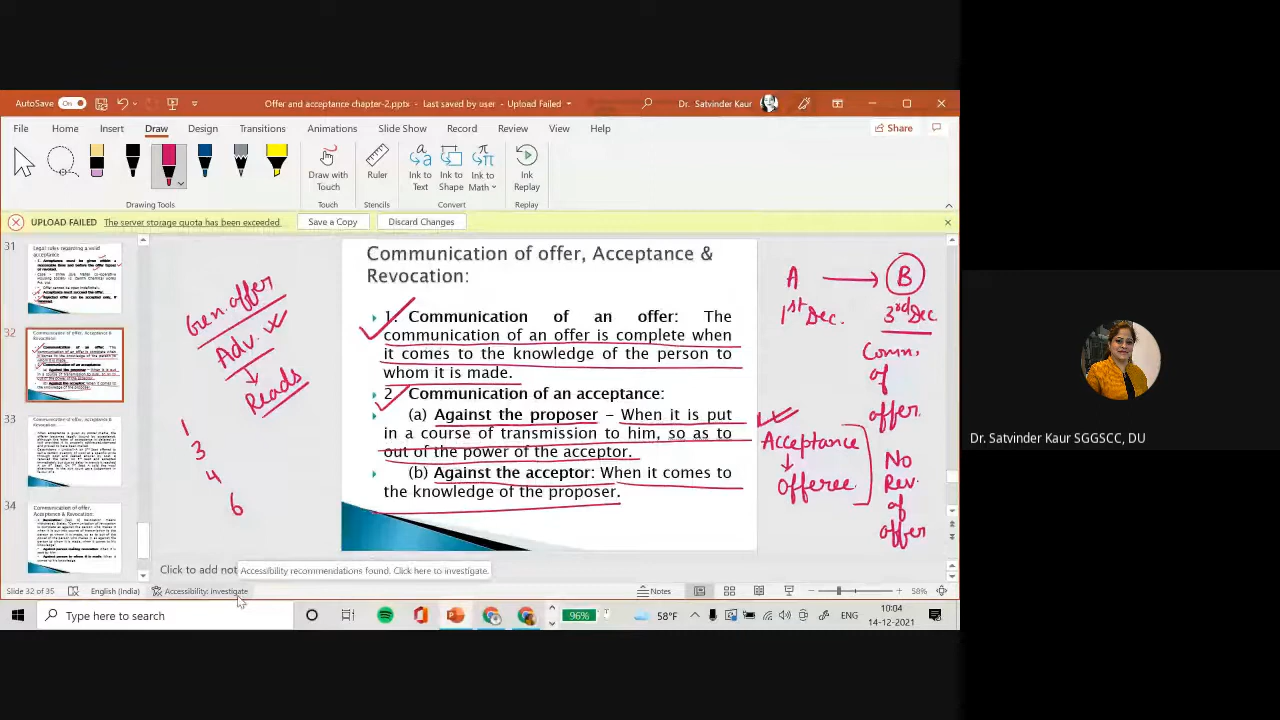 AutoSave On
Offer and acceptance chapter-2.pptx - Last saved by user - Upload Failed
Dr. Satvinder Kaur
File Home Insert Draw Design Transitions Animations Slide Show Record Review View Help
Share
Draw with Touch
Ruler
Ink to Text
Ink to Shape
Ink to Math
Ink Replay
Drawing Tools
Touch
Stencils
Convert
Replay
UPLOAD FAILED The server storage quota has been exceeded. Save a Copy Discard Changes
31
32
33
34
Communication of offer, Acceptance &
Revocation:
1. Communication of an offer: The
communication of an offer is complete when
it comes to the knowledge of the person to
whom it is made.
2. Communication of an acceptance:
(a) Against the proposer – When it is put
in a course of transmission to him, so as to
out of the power of the acceptor.
(b) Against the acceptor: When it comes to
the knowledge of the proposer.
Gen. offer
Adv.
Reads
1
3
4
6
A B
1st Dec. 3rd Dec
Comm.
of
offer.
Acceptance
Offeree
No
Rev.
of
offer
Click to add not
Accessibility recommendations found. Click here to investigate.
Slide 32 of 35 English (India) Accessibility: Investigate
Notes
58%
Type here to search
96%
58°F
ENG
10:04
14-12-2021
Dr. Satvinder Kaur SGGSCC, DU